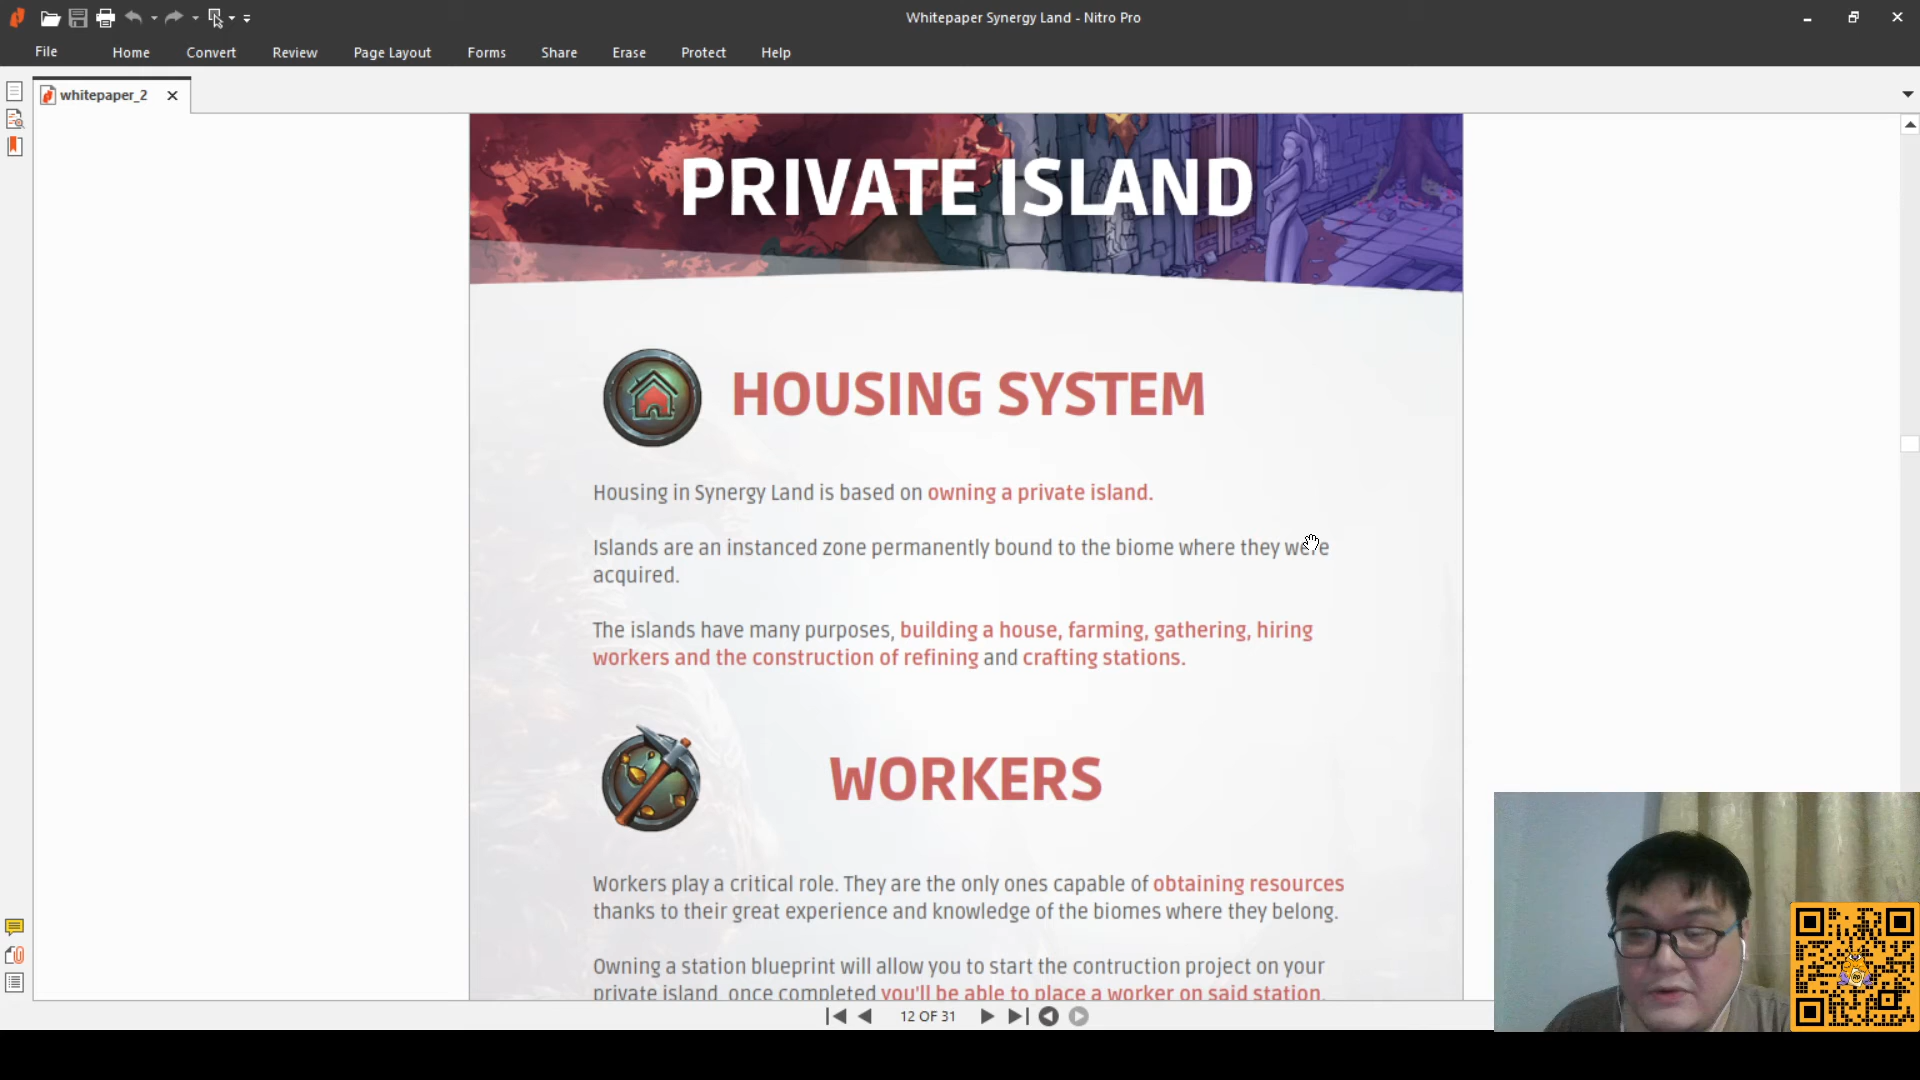 Whitepaper Synergy Land - Nitro Pro
File Home Convert Review Page Layout Forms Share Erase Protect Help
whitepaper_2
PRIVATE ISLAND
HOUSING SYSTEM
Housing in Synergy Land is based on owning a private island.
Islands are an instanced zone permanently bound to the biome where they were
acquired.
The islands have many purposes, building a house, farming, gathering, hiring
workers and the construction of refining and crafting stations.
WORKERS
Workers play a critical role. They are the only ones capable of obtaining resources
thanks to their great experience and knowledge of the biomes where they belong.
Owning a station blueprint will allow you to start the contruction project on your
private island, once completed you'll be able to place a worker on said station.
12 OF 31